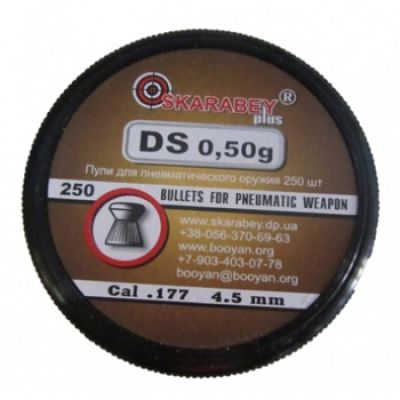 SKARABEY®
plus
DS 0,50g
Пули для пневматического оружия 250 шт
250 BULLETS FOR PNEUMATIC WEAPON
www.skarabey.dp.ua
+38-056-370-69-63
www.booyan.org
+7-903-403-07-78
booyan@booyan.org
Cal .177 4.5 mm